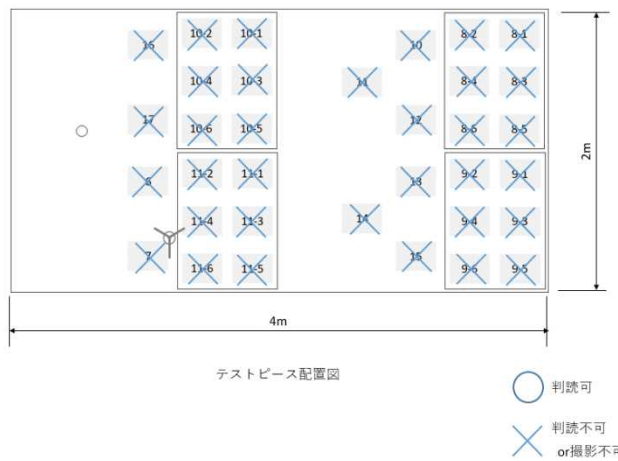 16 10-2 10-1 10 8-2 8-1
10-4 10-3 11 8-4 8-3
17 10-6 10-5 12 8-6 8-5
6 11-2 11-1 13 9-2 9-1
11-4 11-3 14 9-4 9-3
7 11-6 11-5 15 9-6 9-5
2m
4m
テストピース配置図
判読可
判読不可
or撮影不可